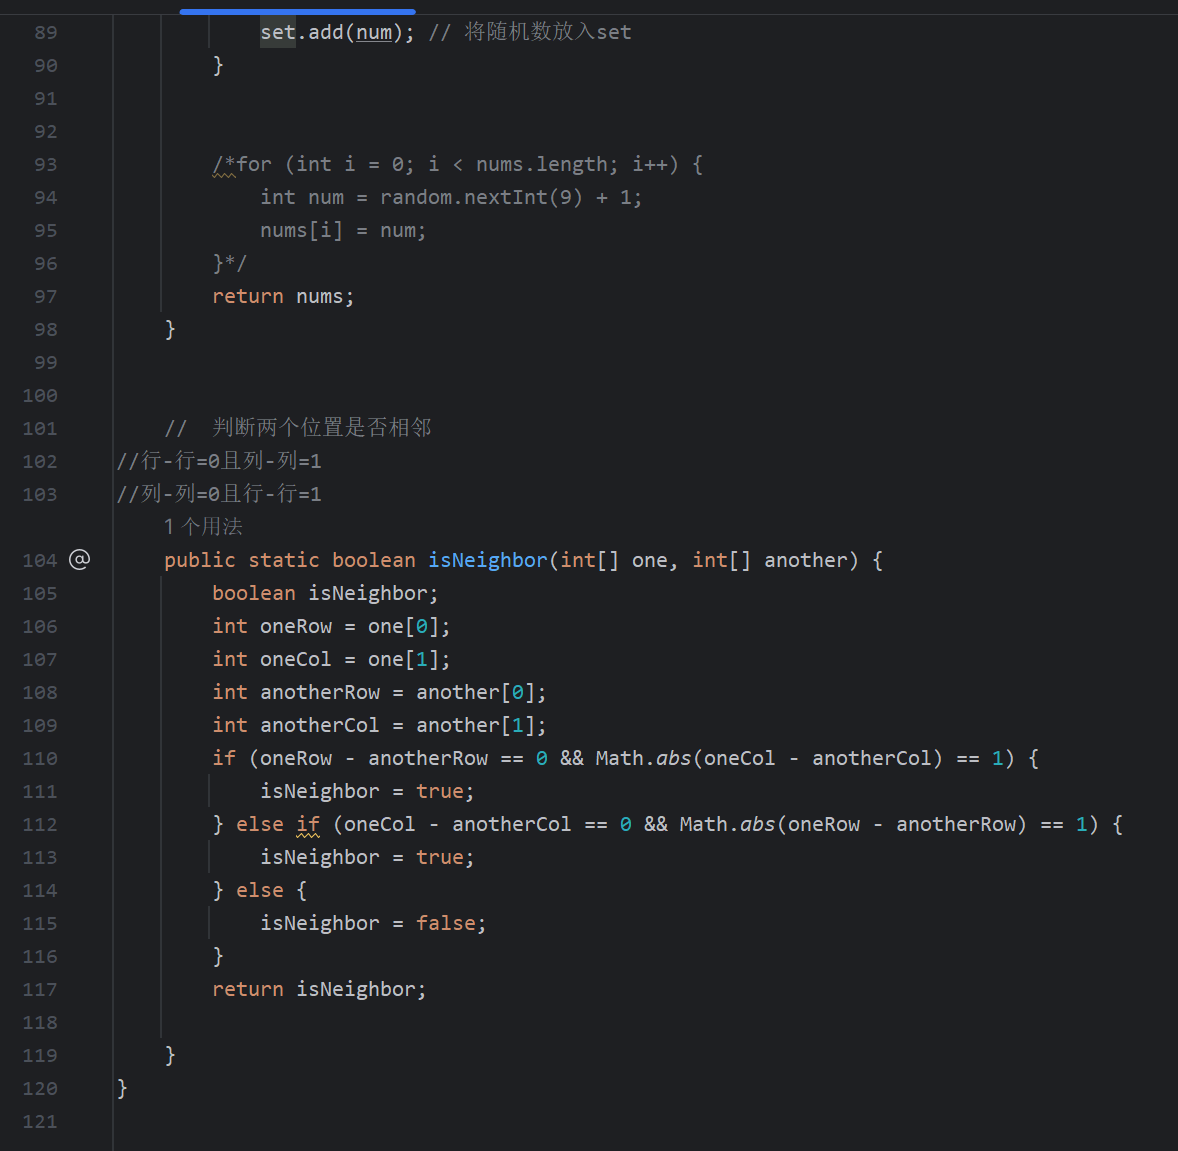 89 set.add(num); // 将随机数放入set
90 }
91
92
93 /*for (int i = 0; i < nums.length; i++) {
94 int num = random.nextInt(9) + 1;
95 nums[i] = num;
96 }*/
97 return nums;
98 }
99
100
101 //  判断两个位置是否相邻
102 //行-行=0且列-列=1
103 //列-列=0且行-行=1
1 个用法
104 @ public static boolean isNeighbor(int[] one, int[] another) {
105 boolean isNeighbor;
106 int oneRow = one[0];
107 int oneCol = one[1];
108 int anotherRow = another[0];
109 int anotherCol = another[1];
110 if (oneRow - anotherRow == 0 && Math.abs(oneCol - anotherCol) == 1) {
111 isNeighbor = true;
112 } else if (oneCol - anotherCol == 0 && Math.abs(oneRow - anotherRow) == 1) {
113 isNeighbor = true;
114 } else {
115 isNeighbor = false;
116 }
117 return isNeighbor;
118
119 }
120 }
121